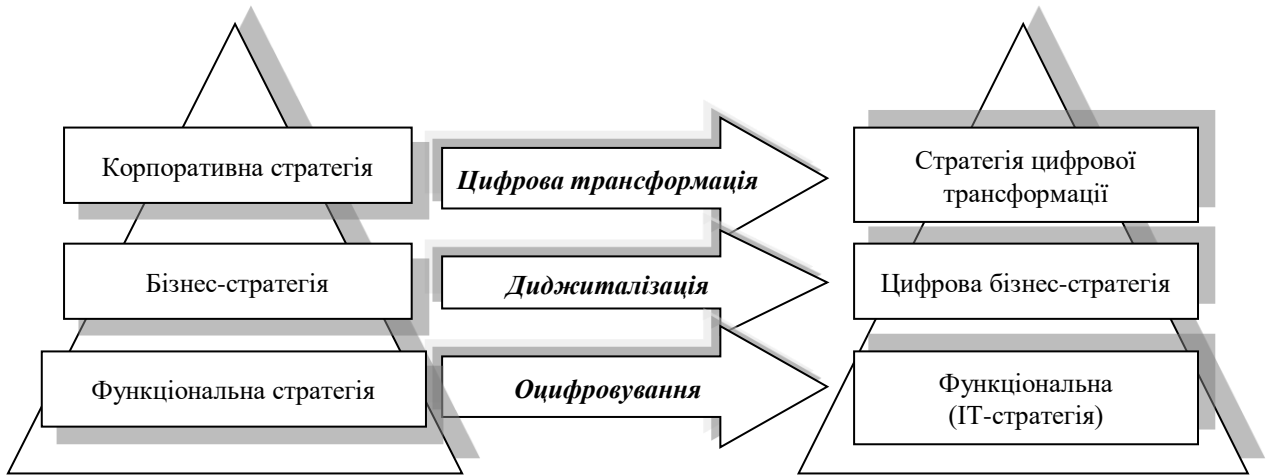 Корпоративна стратегія
Цифрова трансформація
Стратегія цифрової
трансформації
Бізнес-стратегія
Диджиталізація
Цифрова бізнес-стратегія
Функціональна стратегія
Оцифровування
Функціональна
(ІТ-стратегія)